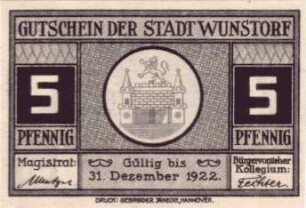 GUTSCHEIN DER STADT WUNSTORF
5 5
PFENNIG PFENNIG
Magistrat: Gültig bis Bürgervorsteher
31. Dezember 1922. Kollegium:
DRUCK: GEBRÜDER JÄNECKE, HANNOVER.